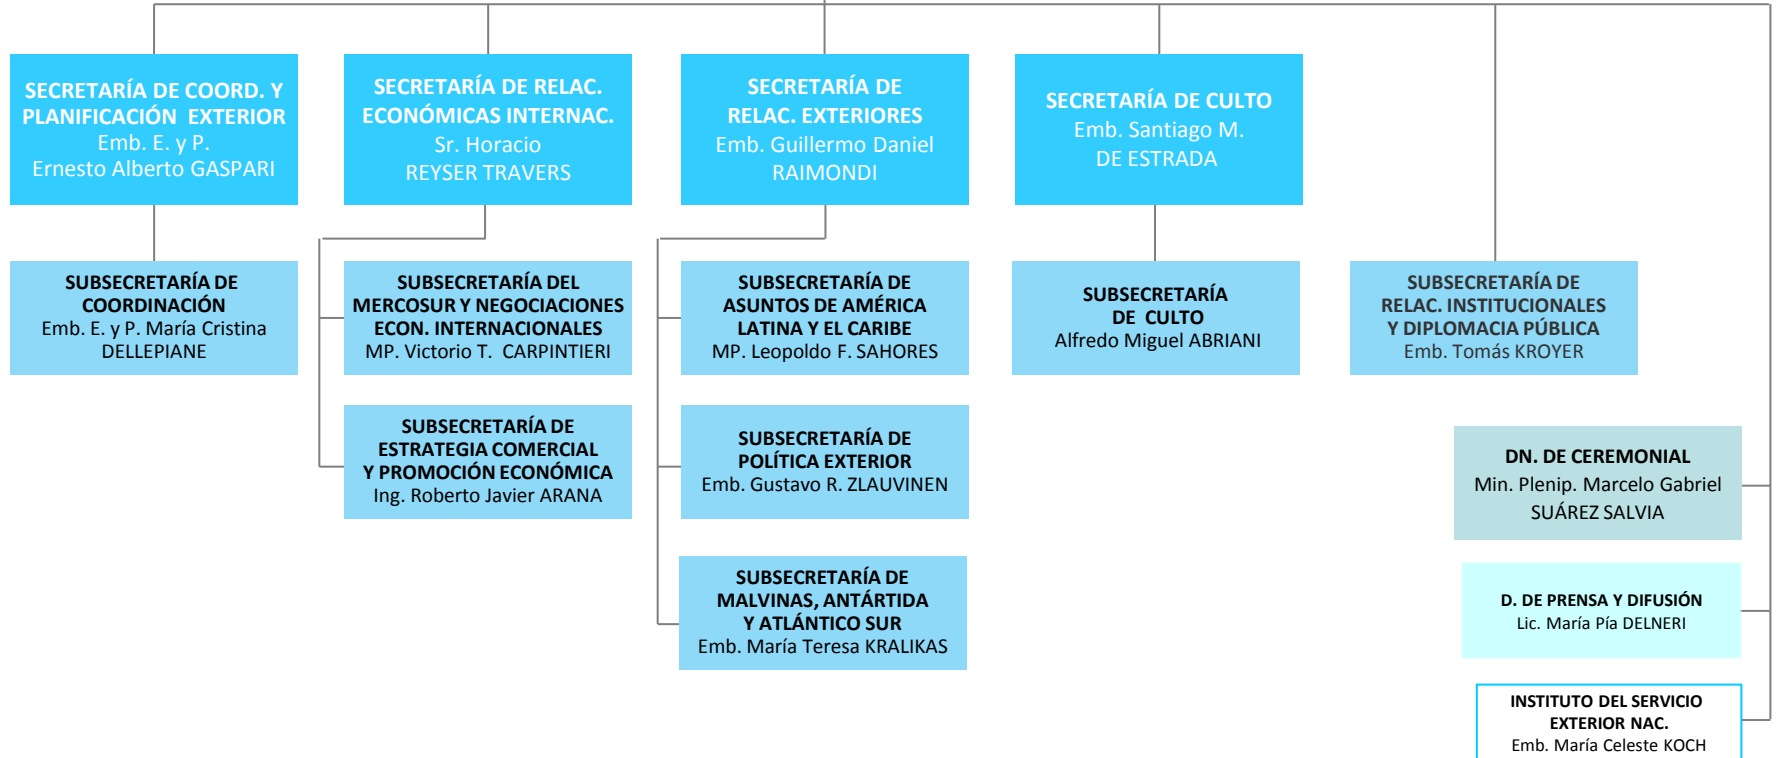 SECRETARÍA DE COORD. Y
PLANIFICACIÓN EXTERIOR
Emb. E. y P.
Ernesto Alberto GASPARI
SECRETARÍA DE RELAC.
ECONÓMICAS INTERNAC.
Sr. Horacio
REYSER TRAVERS
SECRETARÍA DE
RELAC. EXTERIORES
Emb. Guillermo Daniel
RAIMONDI
SECRETARÍA DE CULTO
Emb. Santiago M.
DE ESTRADA
SUBSECRETARÍA DE
COORDINACIÓN
Emb. E. y P. María Cristina
DELLEPIANE
SUBSECRETARÍA DEL
MERCOSUR Y NEGOCIACIONES
ECON. INTERNACIONALES
MP. Victorio T. CARPINTIERI
SUBSECRETARÍA DE
ASUNTOS DE AMÉRICA
LATINA Y EL CARIBE
MP. Leopoldo F. SAHORES
SUBSECRETARÍA
DE CULTO
Alfredo Miguel ABRIANI
SUBSECRETARÍA DE
RELAC. INSTITUCIONALES
Y DIPLOMACIA PÚBLICA
Emb. Tomás KROYER
SUBSECRETARÍA DE
ESTRATEGIA COMERCIAL
Y PROMOCIÓN ECONÓMICA
Ing. Roberto Javier ARANA
SUBSECRETARÍA DE
POLÍTICA EXTERIOR
Emb. Gustavo R. ZLAUVINEN
DN. DE CEREMONIAL
Min. Plenip. Marcelo Gabriel
SUÁREZ SALVIA
SUBSECRETARÍA DE
MALVINAS, ANTÁRTIDA
Y ATLÁNTICO SUR
Emb. María Teresa KRALIKAS
D. DE PRENSA Y DIFUSIÓN
Lic. María Pía DELNERI
INSTITUTO DEL SERVICIO
EXTERIOR NAC.
Emb. María Celeste KOCH